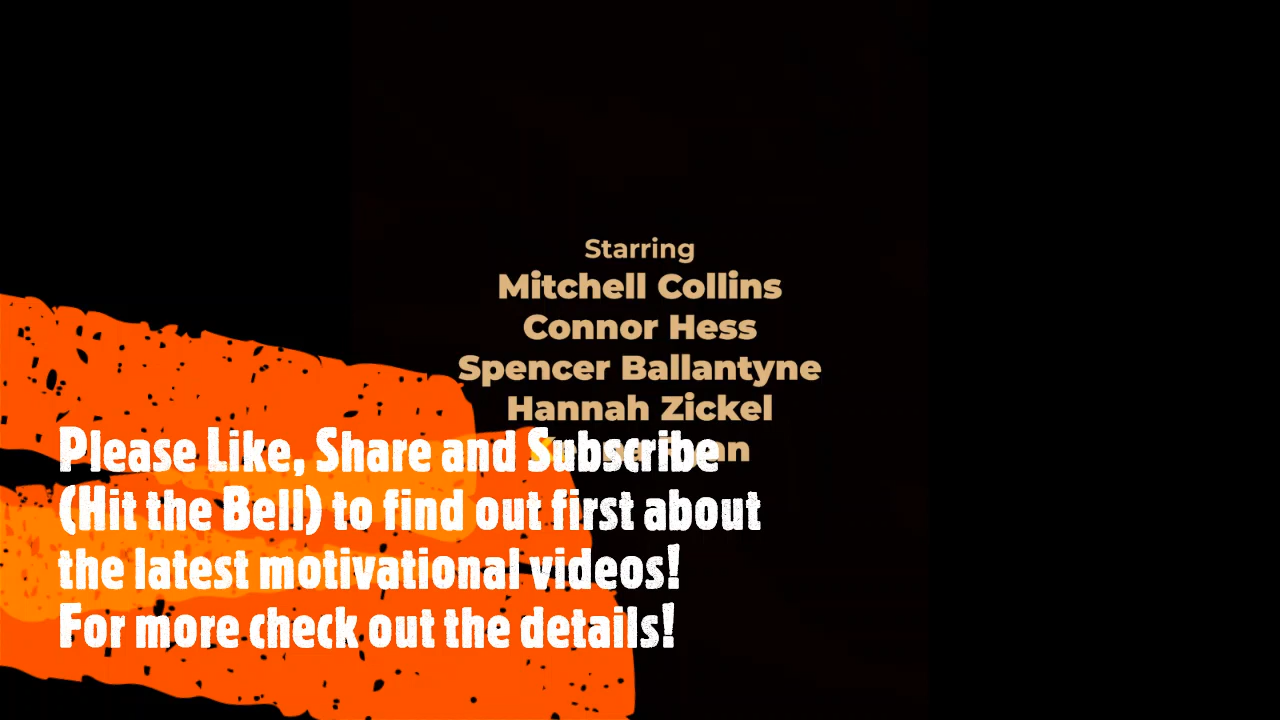 Starring
Mitchell Collins
Connor Hess
Spencer Ballantyne
Hannah Zickel
Please Like, Share and Subscribe
(Hit the Bell) to find out first about
the latest motivational videos!
For more check out the details!